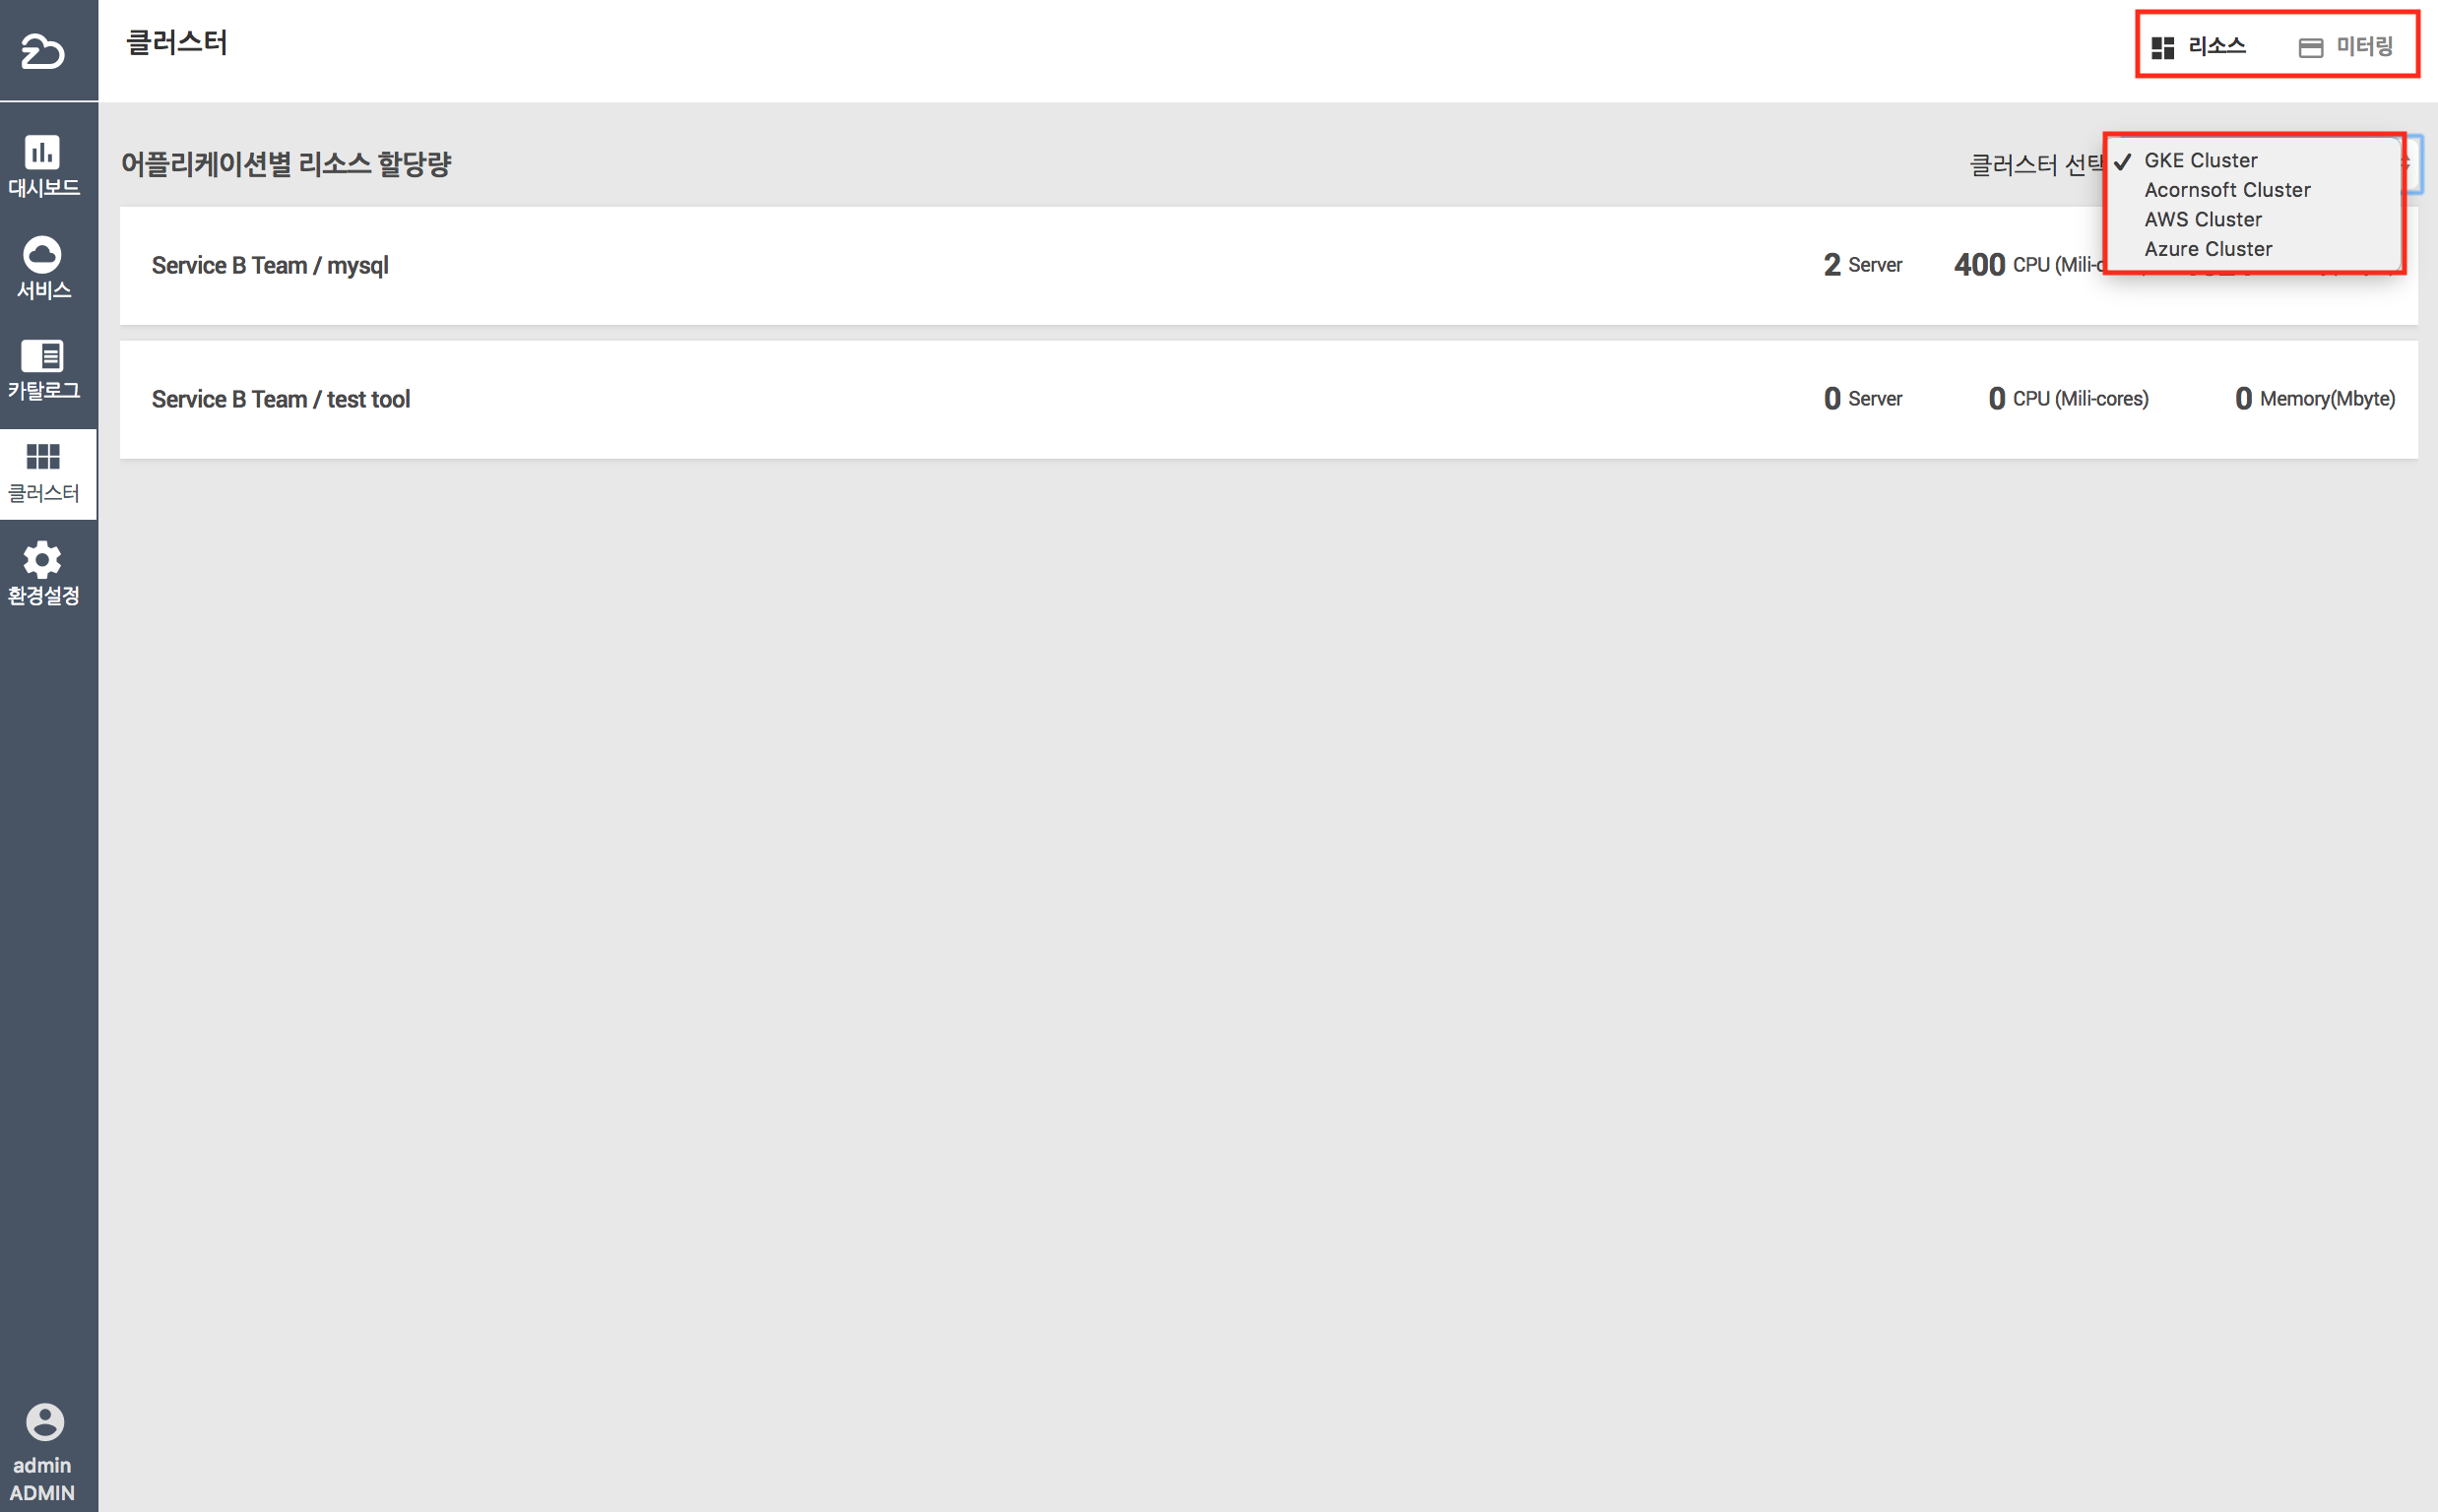 클러스터
리소스 미터링
대시보드
서비스
카탈로그
클러스터
환경설정
admin
ADMIN
어플리케이션별 리소스 할당량
클러스터 선택
✓ GKE Cluster
Acornsoft Cluster
AWS Cluster
Azure Cluster
Service B Team / mysql 2 Server 400 CPU
Service B Team / test tool 0 Server 0 CPU (Mili-cores) 0 Memory(Mbyte)